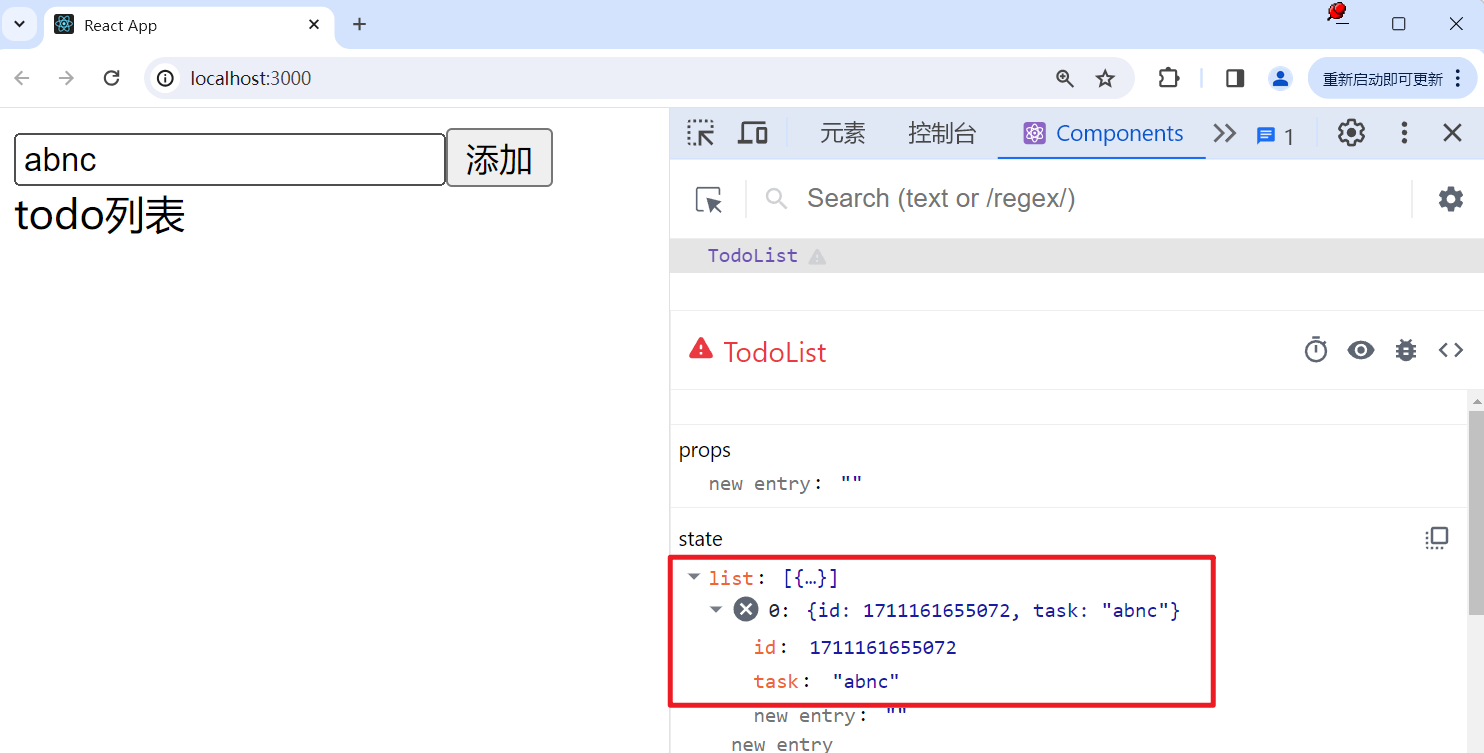 React App
localhost:3000
重新启动即可更新
abnc
添加
todo列表
元素
控制台
Components
1
Search (text or /regex/)
TodoList
TodoList
props
new entry: ""
state
list: [{…}]
0: {id: 1711161655072, task: "abnc"}
id: 1711161655072
task: "abnc"
new entry: ""
new entry